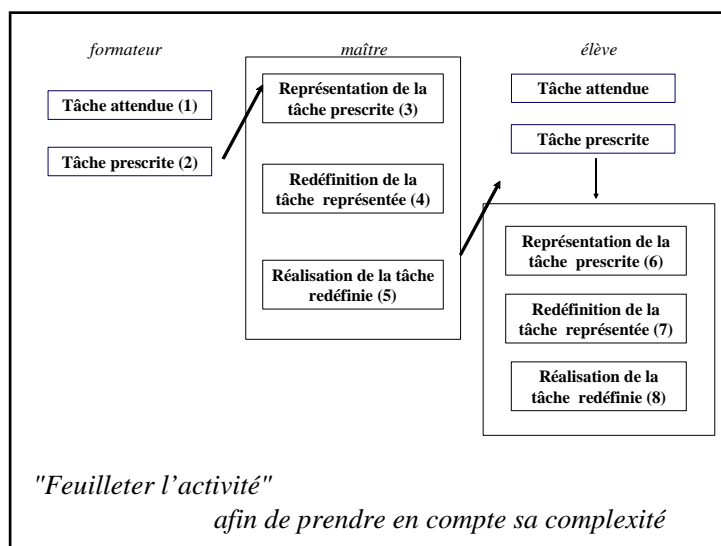 formateur
maître
élève
Tâche attendue (1)
Tâche prescrite (2)
Représentation de la
tâche prescrite (3)
Redéfinition de la
tâche représentée (4)
Réalisation de la tâche
redéfinie (5)
Tâche attendue
Tâche prescrite
Représentation de la
tâche prescrite (6)
Redéfinition de la
tâche représentée (7)
Réalisation de la
tâche redéfinie (8)
"Feuilleter l’activité"
afin de prendre en compte sa complexité